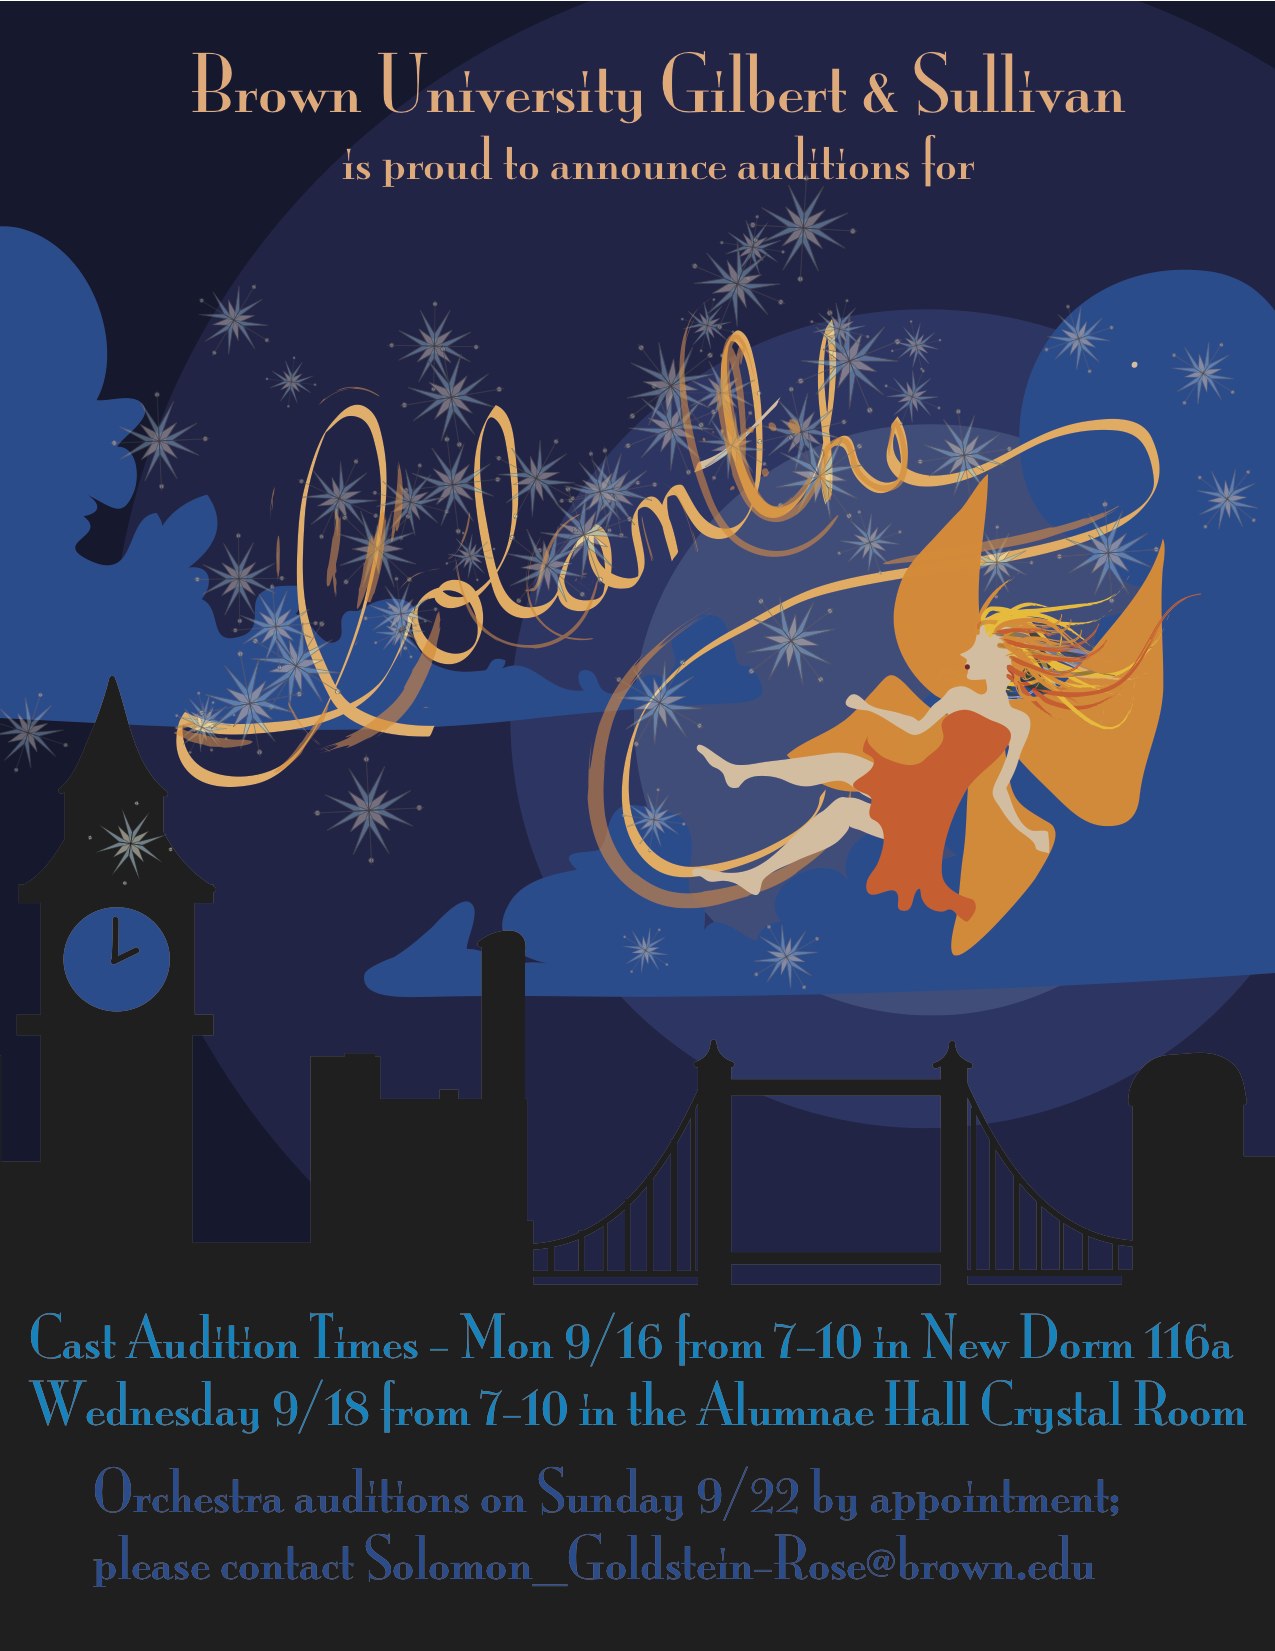 Brown University Gilbert & Sullivan
is proud to announce auditions for
Iolanthe
Cast Audition Times - Mon 9/16 from 7-10 in New Dorm 116a
Wednesday 9/18 from 7-10 in the Alumnae Hall Crystal Room
Orchestra auditions on Sunday 9/22 by appointment;
please contact Solomon_Goldstein-Rose@brown.edu